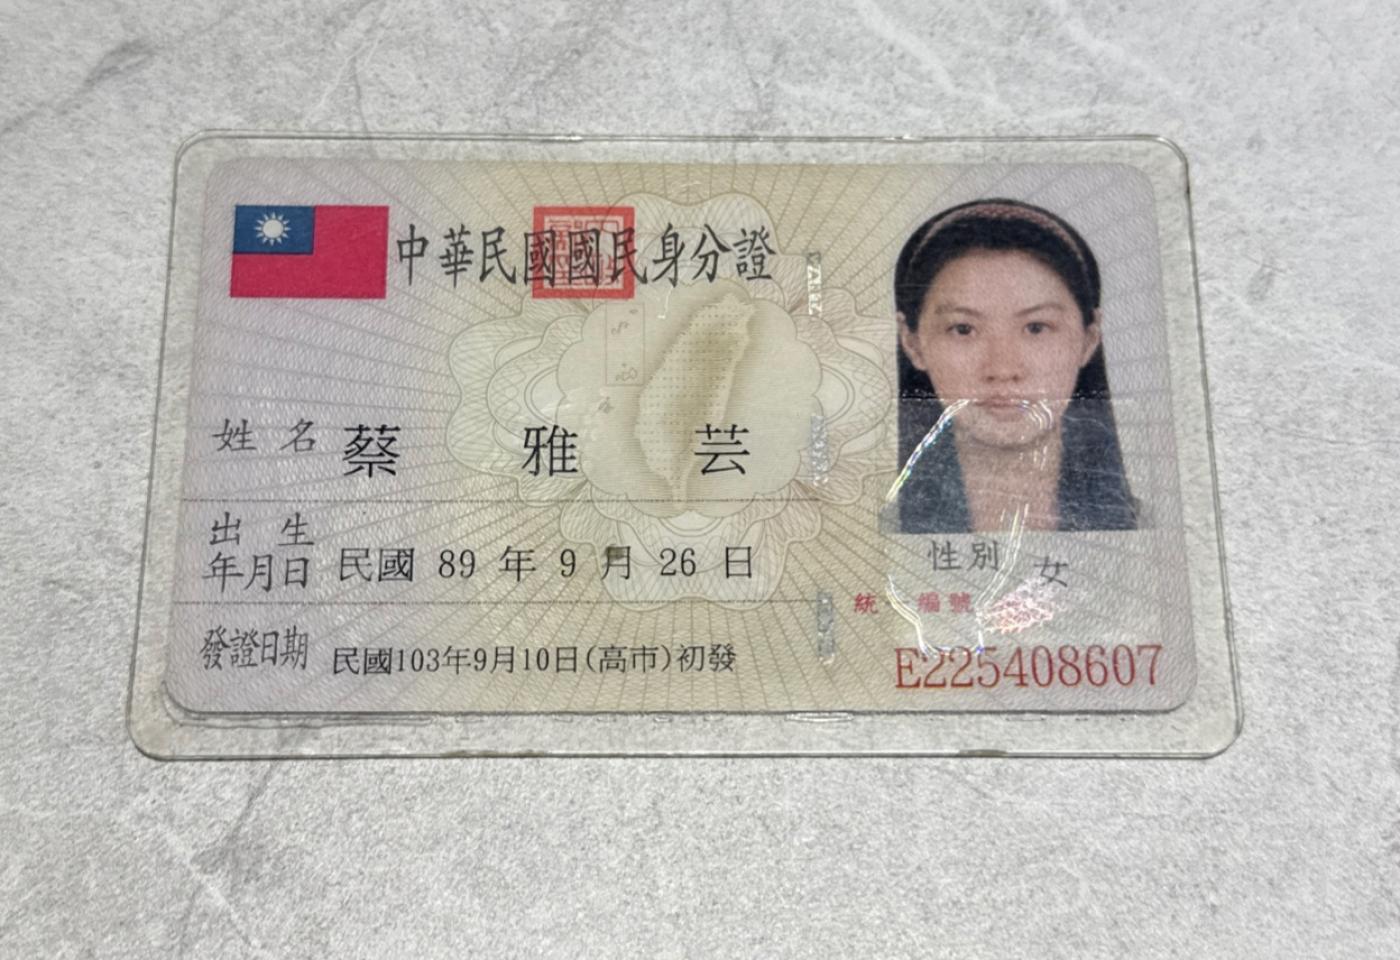 中華民國國民身分證
姓名 蔡雅芸
出生年月日 民國 89 年 9 月 26 日
發證日期 民國103年9月10日(高市)初發
性別 女
統 編號
E225408607